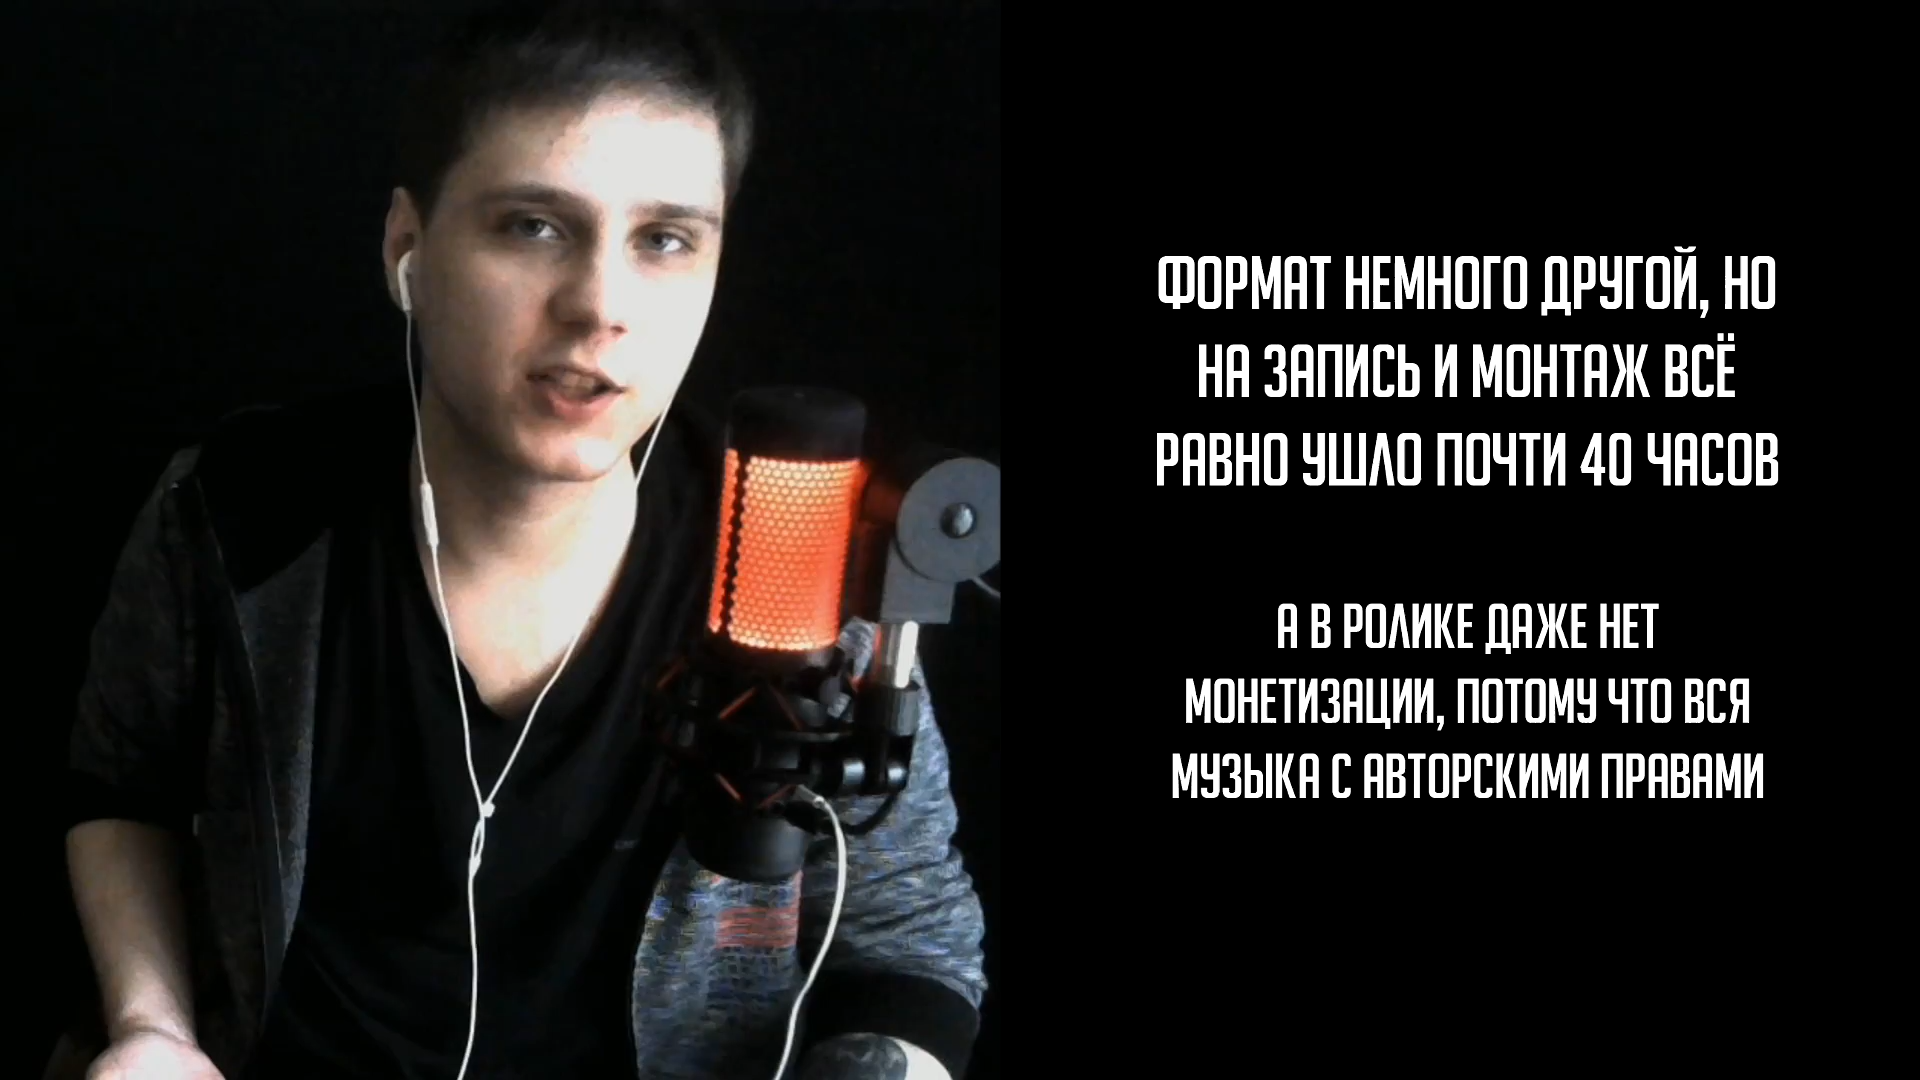 ФОРМАТ НЕМНОГО ДРУГОЙ, НО
НА ЗАПИСЬ И МОНТАЖ ВСЁ
РАВНО УШЛО ПОЧТИ 40 ЧАСОВ
А В РОЛИКЕ ДАЖЕ НЕТ
МОНЕТИЗАЦИИ, ПОТОМУ ЧТО ВСЯ
МУЗЫКА С АВТОРСКИМИ ПРАВАМИ